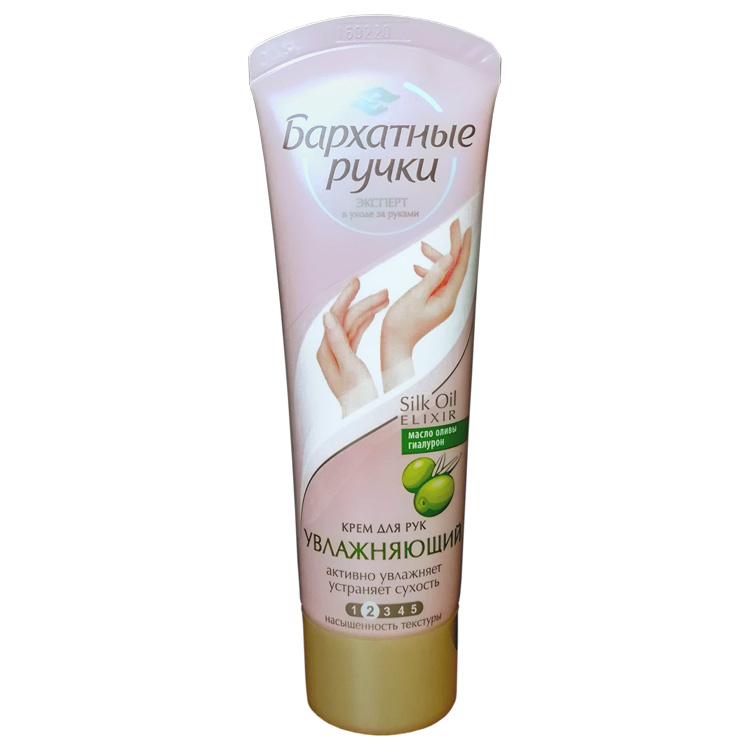 160220
Бархатные
ручки
ЭКСПЕРТ
в уходе за руками
Silk Oil
ELIXIR
масло оливы
гиалурон
КРЕМ ДЛЯ РУК
УВЛАЖНЯЮЩИЙ
активно увлажняет
устраняет сухость
1 2 3 4 5
насыщенность текстуры